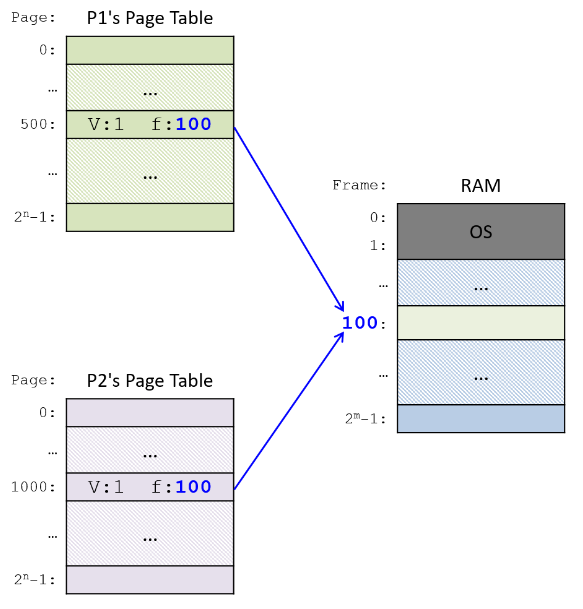 Page: P1's Page Table
0:
… …
500: V:1 f:100
… …
2ⁿ-1:
Frame: RAM
0:
OS
1:
… …
100:
… …
2ᵐ-1:
Page: P2's Page Table
0:
… …
1000: V:1 f:100
… …
2ⁿ-1: